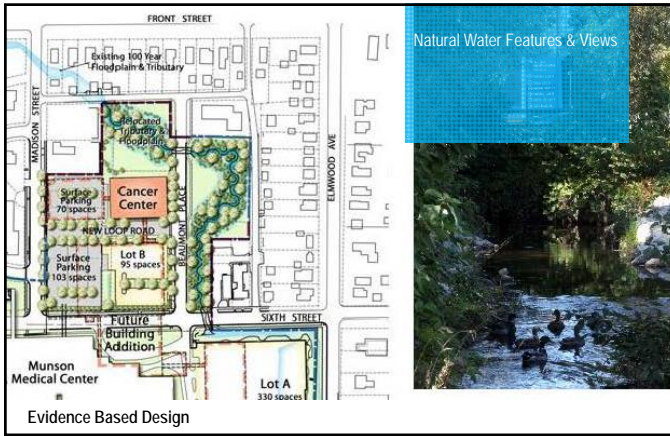 FRONT STREET
Existing 100 Year
Floodplain & Tributary
MADISON STREET
Relocated
Tributary &
Floodplain
ELMWOOD AVE
Surface
Parking
70 spaces
Cancer
Center
BEAUMONT PLACE
NEW LOOP ROAD
Surface
Parking
103 spaces
Lot B
95 spaces
SIXTH STREET
Future
Building
Addition
Munson
Medical Center
Lot A
330 spaces
Natural Water Features & Views
Evidence Based Design